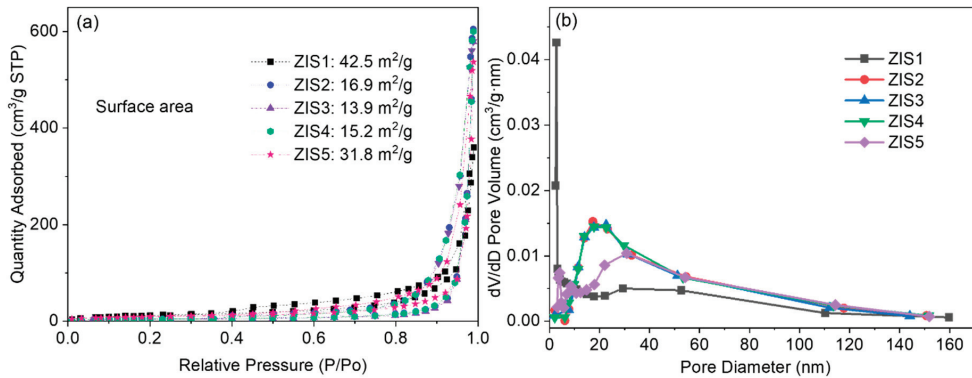 (a)
600
400
200
0
Quantity Adsorbed (cm³/g STP)
ZIS1: 42.5 m²/g
ZIS2: 16.9 m²/g
ZIS3: 13.9 m²/g
ZIS4: 15.2 m²/g
ZIS5: 31.8 m²/g
Surface area
0.0 0.2 0.4 0.6 0.8 1.0
Relative Pressure (P/Po)
(b)
0.04
0.03
0.02
0.01
0.00
dV/dD Pore Volume (cm³/g·nm)
ZIS1
ZIS2
ZIS3
ZIS4
ZIS5
0 20 40 60 80 100 120 140 160
Pore Diameter (nm)